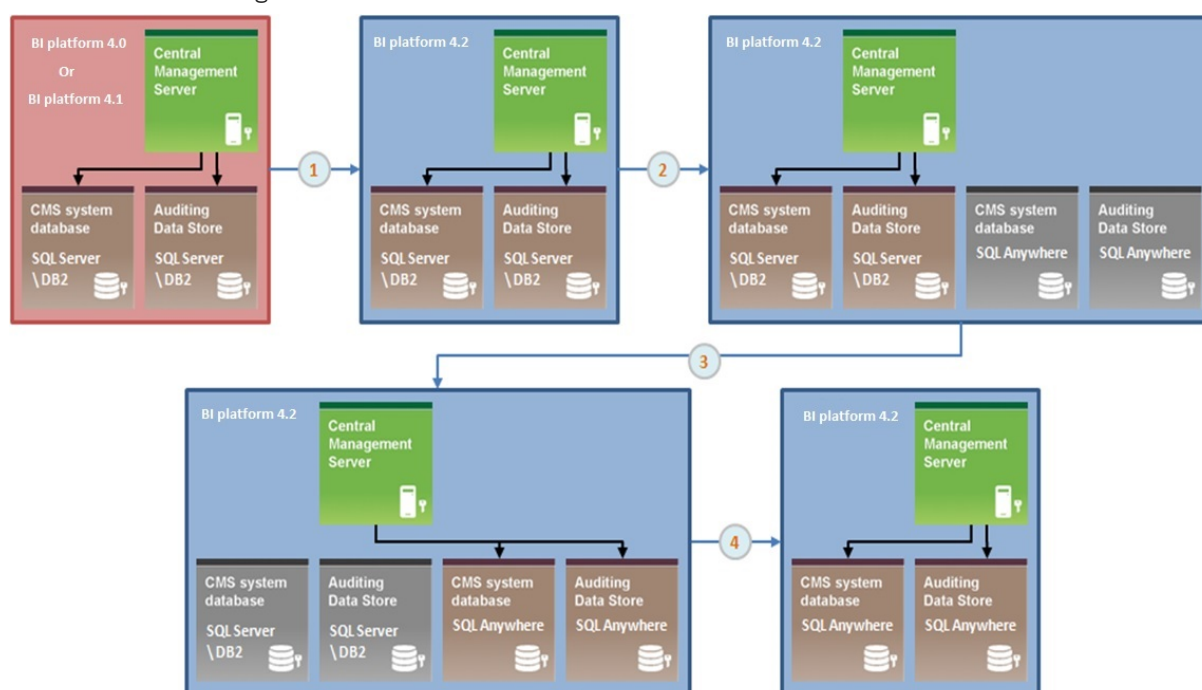 BI platform 4.0
Or
BI platform 4.1
Central
Management
Server
CMS system
database
SQL Server
\DB2
Auditing
Data Store
SQL Server
\DB2
1
BI platform 4.2
Central
Management
Server
CMS system
database
SQL Server
\DB2
Auditing
Data Store
SQL Server
\DB2
2
BI platform 4.2
Central
Management
Server
CMS system
database
SQL Server
\DB2
Auditing
Data Store
SQL Server
\DB2
CMS system
database
SQL Anywhere
Auditing
Data Store
SQL Anywhere
3
BI platform 4.2
Central
Management
Server
CMS system
database
SQL Server
\DB2
Auditing
Data Store
SQL Server
\DB2
CMS system
database
SQL Anywhere
Auditing
Data Store
SQL Anywhere
4
BI platform 4.2
Central
Management
Server
CMS system
database
SQL Anywhere
Auditing
Data Store
SQL Anywhere